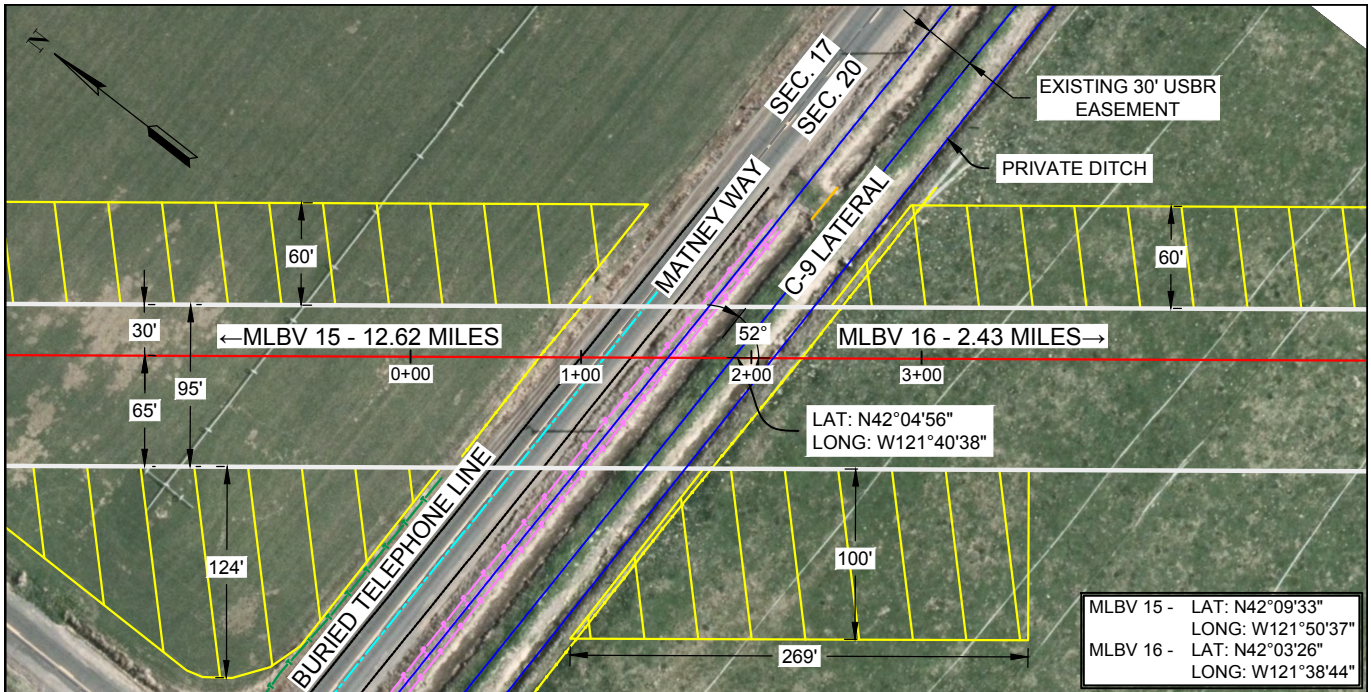 N
SEC. 17
SEC. 20
EXISTING 30' USBR
EASEMENT
PRIVATE DITCH
MATNEY WAY
C-9 LATERAL
60'
60'
30'
←MLBV 15 - 12.62 MILES
52°
MLBV 16 - 2.43 MILES→
0+00
1+00
2+00
3+00
95'
65'
LAT: N42°04'56"
LONG: W121°40'38"
BURIED TELEPHONE LINE
124'
100'
269'
MLBV 15 - LAT: N42°09'33"
LONG: W121°50'37"
MLBV 16 - LAT: N42°03'26"
LONG: W121°38'44"